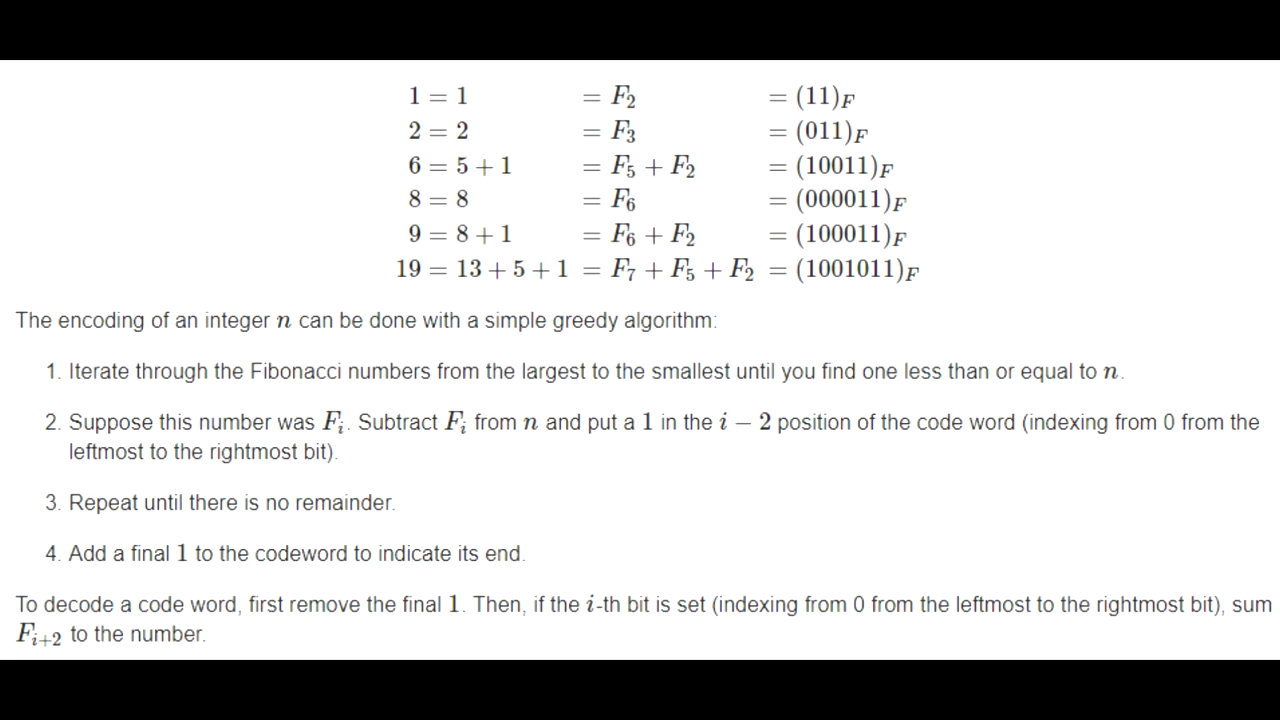 1 = 1 = F₂ = (11)F
2 = 2 = F₃ = (011)F
6 = 5 + 1 = F₅ + F₂ = (10011)F
8 = 8 = F₆ = (000011)F
9 = 8 + 1 = F₆ + F₂ = (100011)F
19 = 13 + 5 + 1 = F₇ + F₅ + F₂ = (1001011)F
The encoding of an integer n can be done with a simple greedy algorithm:
1. Iterate through the Fibonacci numbers from the largest to the smallest until you find one less than or equal to n.
2. Suppose this number was Fᵢ. Subtract Fᵢ from n and put a 1 in the i − 2 position of the code word (indexing from 0 from the
leftmost to the rightmost bit).
3. Repeat until there is no remainder.
4. Add a final 1 to the codeword to indicate its end.
To decode a code word, first remove the final 1. Then, if the i-th bit is set (indexing from 0 from the leftmost to the rightmost bit), sum
Fᵢ₊₂ to the number.